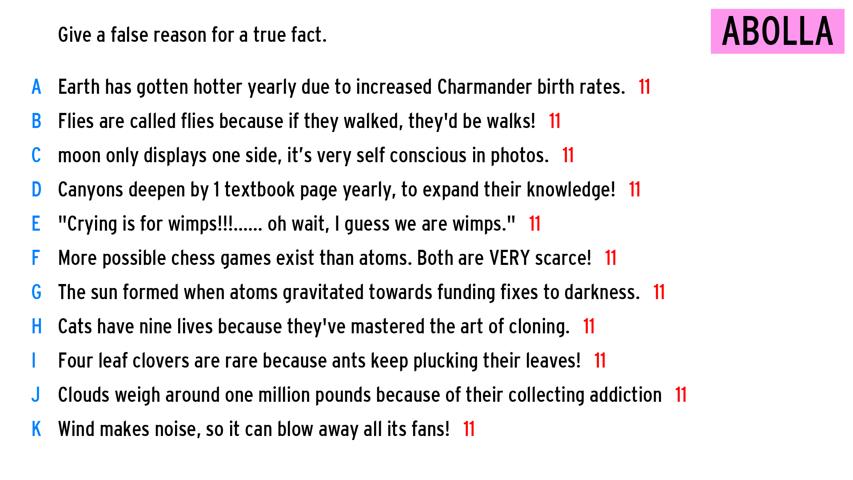 Give a false reason for a true fact.
ABOLLA
A Earth has gotten hotter yearly due to increased Charmander birth rates. 11
B Flies are called flies because if they walked, they'd be walks! 11
C moon only displays one side, it’s very self conscious in photos. 11
D Canyons deepen by 1 textbook page yearly, to expand their knowledge! 11
E "Crying is for wimps!!!...... oh wait, I guess we are wimps." 11
F More possible chess games exist than atoms. Both are VERY scarce! 11
G The sun formed when atoms gravitated towards funding fixes to darkness. 11
H Cats have nine lives because they've mastered the art of cloning. 11
I Four leaf clovers are rare because ants keep plucking their leaves! 11
J Clouds weigh around one million pounds because of their collecting addiction 11
K Wind makes noise, so it can blow away all its fans! 11